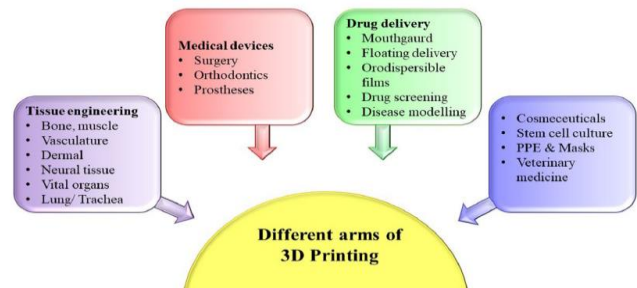 Tissue engineering
• Bone, muscle
• Vasculature
• Dermal
• Neural tissue
• Vital organs
• Lung/ Trachea
Medical devices
• Surgery
• Orthodontics
• Prostheses
Drug delivery
• Mouthgaurd
• Floating delivery
• Orodispersible
films
• Drug screening
• Disease modelling
• Cosmeceuticals
• Stem cell culture
• PPE & Masks
• Veterinary
medicine
Different arms of
3D Printing